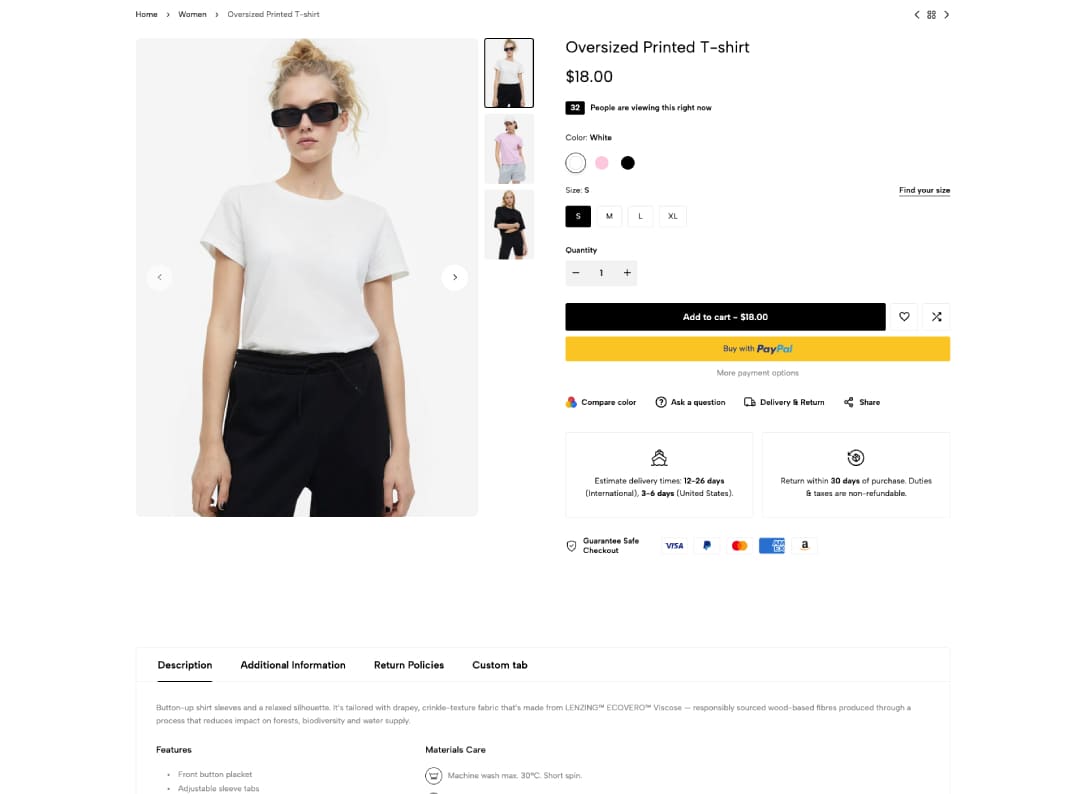 Home > Women > Oversized Printed T-shirt
Oversized Printed T-shirt
$18.00
32 People are viewing this right now
Color: White
Size: S Find your size
S M L XL
Quantity
− 1 +
Add to cart - $18.00
Buy with PayPal
More payment options
Compare color Ask a question Delivery & Return Share
Estimate delivery times: 12-26 days
(International), 3-6 days (United States).
Return within 30 days of purchase. Duties
& taxes are non-refundable.
Guarantee Safe
Checkout
VISA
AM
EX
a
Description Additional Information Return Policies Custom tab
Button-up shirt sleeves and a relaxed silhouette. It's tailored with drapey, crinkle-texture fabric that's made from LENZING™ ECOVERO™ Viscose — responsibly sourced wood-based fibres produced through a
process that reduces impact on forests, biodiversity and water supply.
Features
• Front button placket
• Adjustable sleeve tabs
Materials Care
Machine wash max. 30ºC. Short spin.